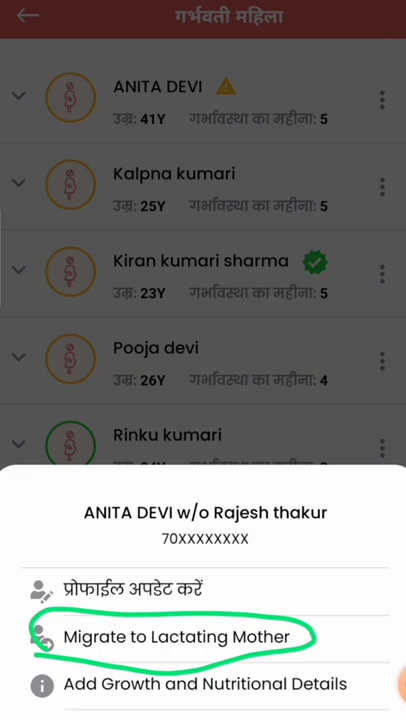 गर्भवती महिला
ANITA DEVI
उम्र: 41Y गर्भावस्था का महीना: 5
Kalpna kumari
उम्र: 25Y गर्भावस्था का महीना: 5
Kiran kumari sharma
उम्र: 23Y गर्भावस्था का महीना: 5
Pooja devi
उम्र: 26Y गर्भावस्था का महीना: 4
Rinku kumari
ANITA DEVI w/o Rajesh thakur
70XXXXXXXX
प्रोफाईल अपडेट करें
Migrate to Lactating Mother
Add Growth and Nutritional Details